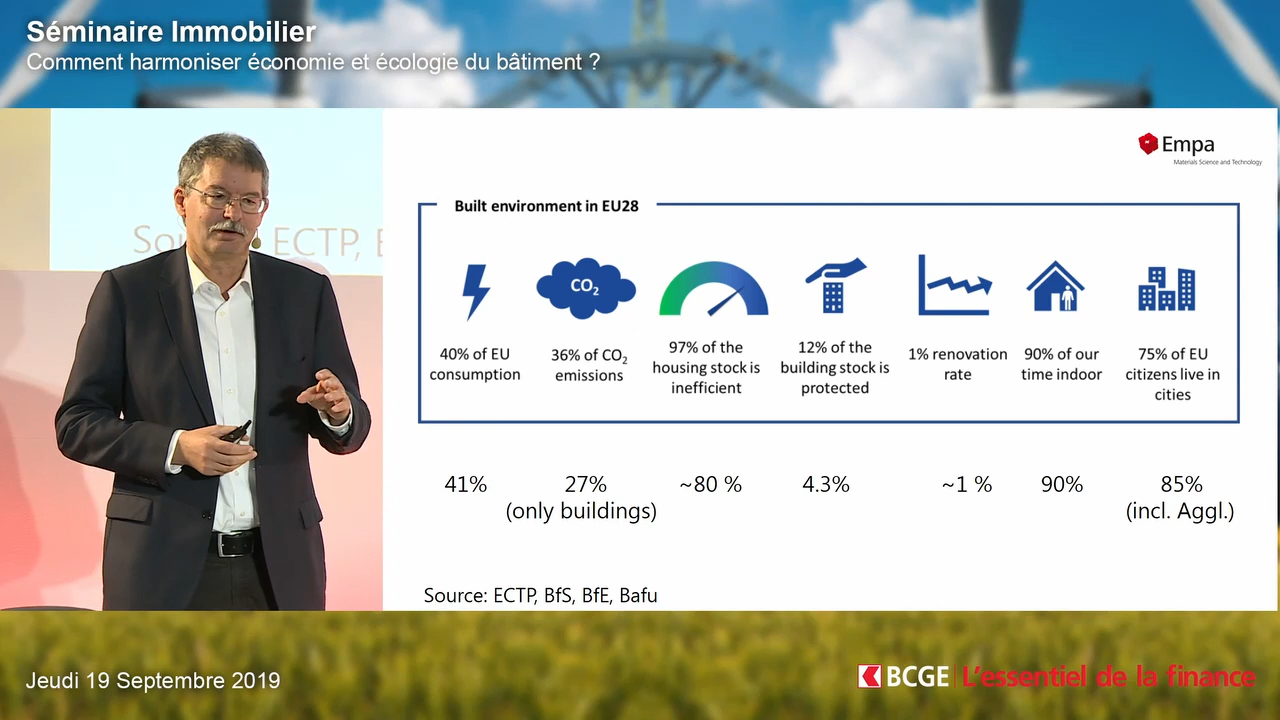 Séminaire Immobilier
Comment harmoniser économie et écologie du bâtiment ?
Sou
ECTP, B
Empa
Materials Science and Technology
Built environment in EU28
CO2
40% of EU
consumption
36% of CO2
emissions
97% of the
housing stock is
inefficient
12% of the
building stock is
protected
1% renovation
rate
90% of our
time indoor
75% of EU
citizens live in
cities
41%
27%
(only buildings)
~80 %
4.3%
~1 %
90%
85%
(incl. Aggl.)
Source: ECTP, BfS, BfE, Bafu
Jeudi 19 Septembre 2019
BCGE
L'essentiel de la finance